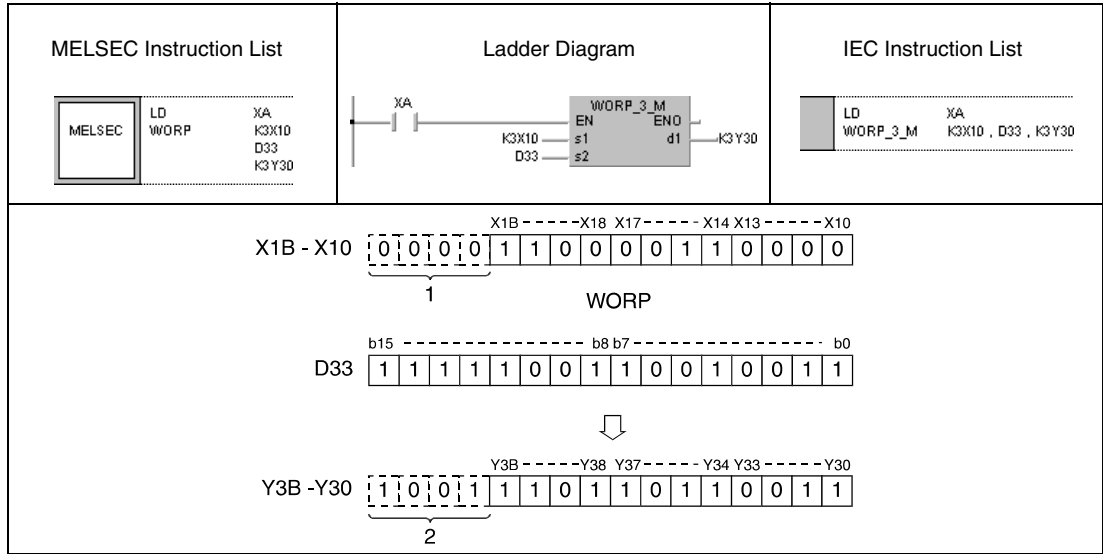 MELSEC Instruction List
Ladder Diagram
IEC Instruction List
MELSEC
LD XA
WORP K3X10
D33
K3Y30
XA
WORP_3_M
EN ENO
K3X10 s1 d1 K3Y30
D33 s2
LD XA
WORP_3_M K3X10 , D33 , K3Y30
X1B X18 X17 X14 X13 X10
X1B - X10 0 0 0 0 1 1 0 0 0 0 1 1 0 0 0 0
1
WORP
b15 b8 b7 b0
D33 1 1 1 1 1 0 0 1 1 0 0 1 0 0 1 1
Y3B Y38 Y37 Y34 Y33 Y30
Y3B -Y30 1 0 0 1 1 1 0 1 1 0 1 1 0 0 1 1
2